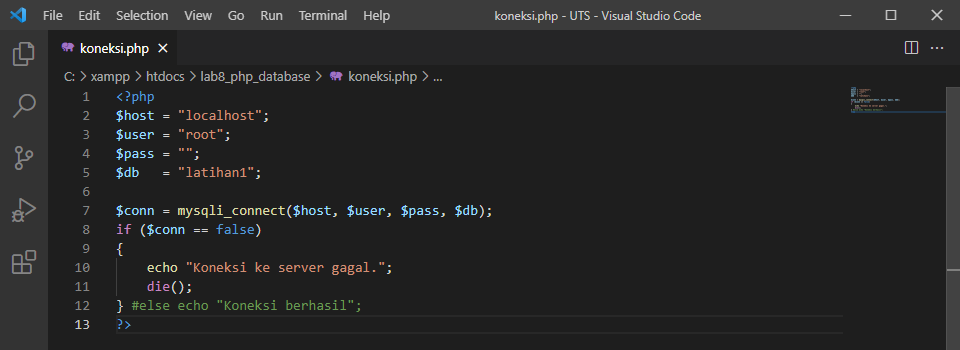 File Edit Selection View Go Run Terminal Help koneksi.php - UTS - Visual Studio Code
koneksi.php
C: > xampp > htdocs > lab8_php_database > koneksi.php > ...
1 <?php
2 $host = "localhost";
3 $user = "root";
4 $pass = "";
5 $db   = "latihan1";
6
7 $conn = mysqli_connect($host, $user, $pass, $db);
8 if ($conn == false)
9 {
10     echo "Koneksi ke server gagal.";
11     die();
12 } #else echo "Koneksi berhasil";
13 ?>